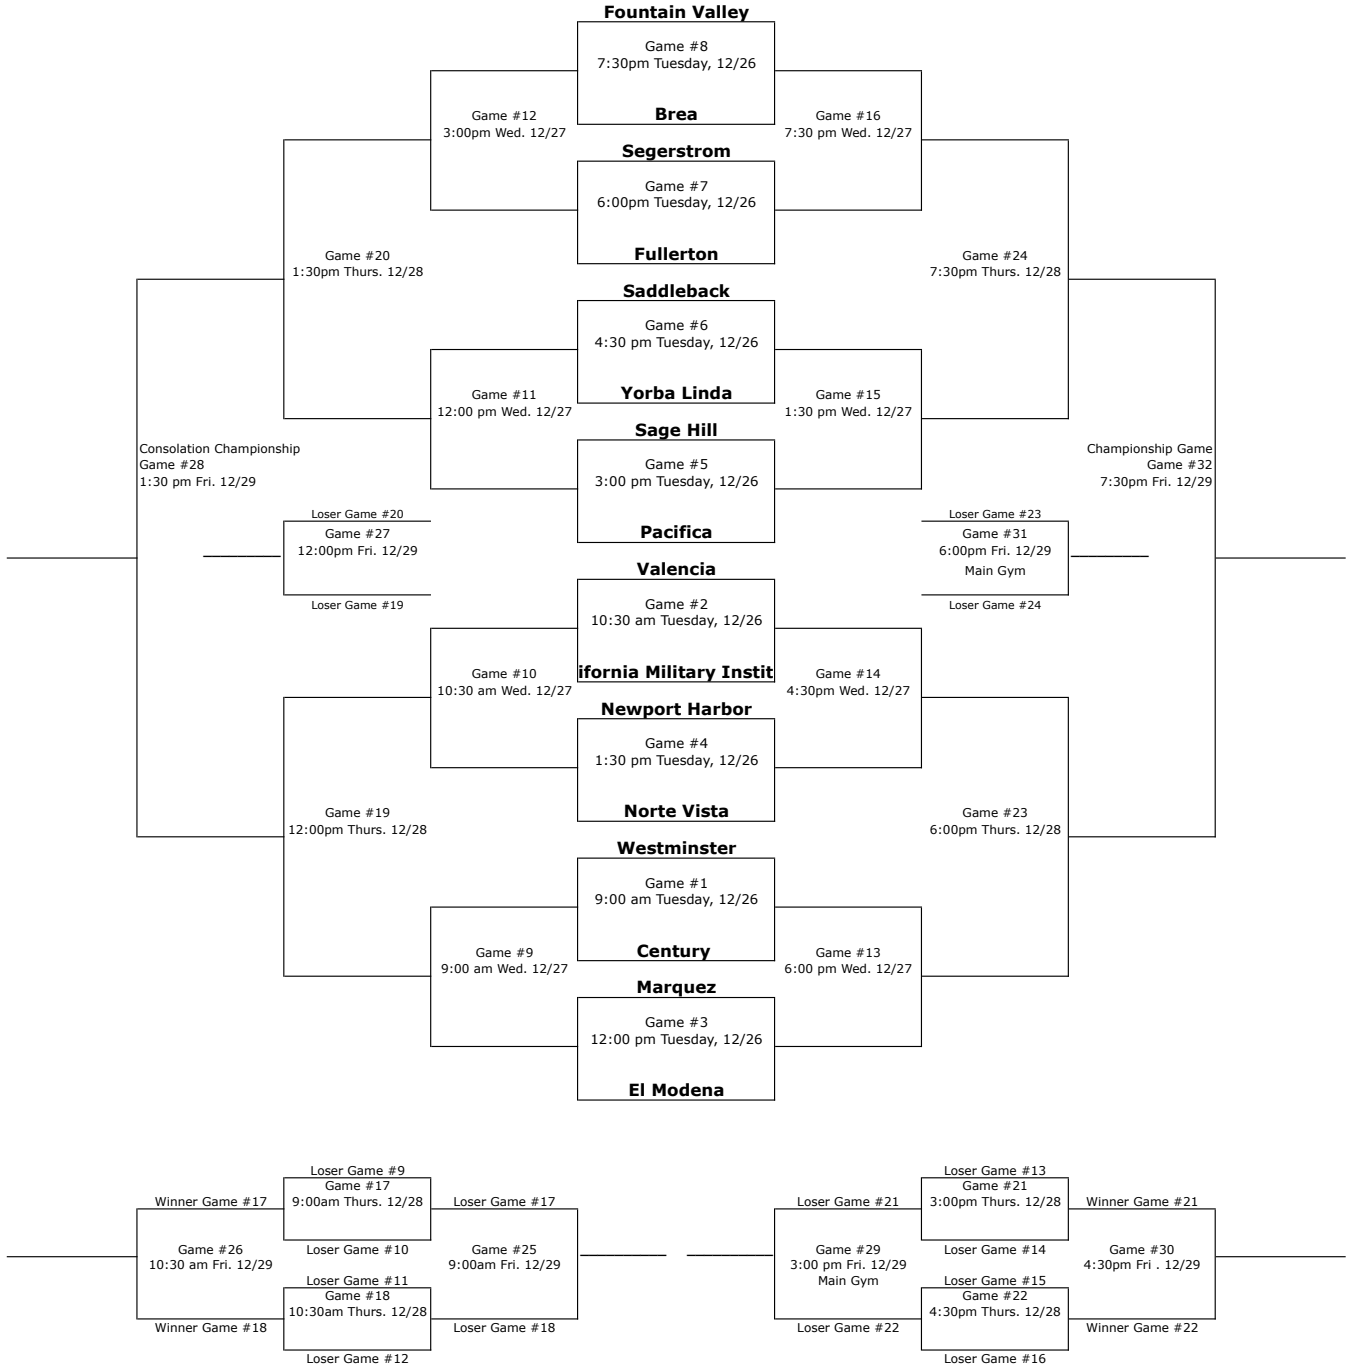 Fountain Valley
Game #8
7:30pm Tuesday, 12/26
Brea
Game #12
3:00pm Wed. 12/27
Game #16
7:30 pm Wed. 12/27
Segerstrom
Game #7
6:00pm Tuesday, 12/26
Fullerton
Game #20
1:30pm Thurs. 12/28
Game #24
7:30pm Thurs. 12/28
Saddleback
Game #6
4:30 pm Tuesday, 12/26
Yorba Linda
Game #11
12:00 pm Wed. 12/27
Game #15
1:30 pm Wed. 12/27
Sage Hill
Game #5
3:00 pm Tuesday, 12/26
Pacifica
Consolation Championship
Game #28
1:30 pm Fri. 12/29
Championship Game
Game #32
7:30pm Fri. 12/29
Loser Game #20
Game #27
12:00pm Fri. 12/29
Loser Game #19
Loser Game #23
Game #31
6:00pm Fri. 12/29
Main Gym
Loser Game #24
Valencia
Game #2
10:30 am Tuesday, 12/26
ifornia Military Instit
Game #10
10:30 am Wed. 12/27
Game #14
4:30pm Wed. 12/27
Newport Harbor
Game #4
1:30 pm Tuesday, 12/26
Norte Vista
Game #19
12:00pm Thurs. 12/28
Game #23
6:00pm Thurs. 12/28
Westminster
Game #1
9:00 am Tuesday, 12/26
Century
Game #9
9:00 am Wed. 12/27
Game #13
6:00 pm Wed. 12/27
Marquez
Game #3
12:00 pm Tuesday, 12/26
El Modena
Loser Game #9
Game #17
9:00am Thurs. 12/28
Loser Game #10
Winner Game #17
Loser Game #17
Game #26
10:30 am Fri. 12/29
Game #25
9:00am Fri. 12/29
Loser Game #11
Game #18
10:30am Thurs. 12/28
Loser Game #12
Winner Game #18
Loser Game #18
Loser Game #13
Game #21
3:00pm Thurs. 12/28
Loser Game #14
Loser Game #21
Winner Game #21
Game #29
3:00 pm Fri. 12/29
Main Gym
Game #30
4:30pm Fri . 12/29
Loser Game #15
Game #22
4:30pm Thurs. 12/28
Loser Game #16
Loser Game #22
Winner Game #22